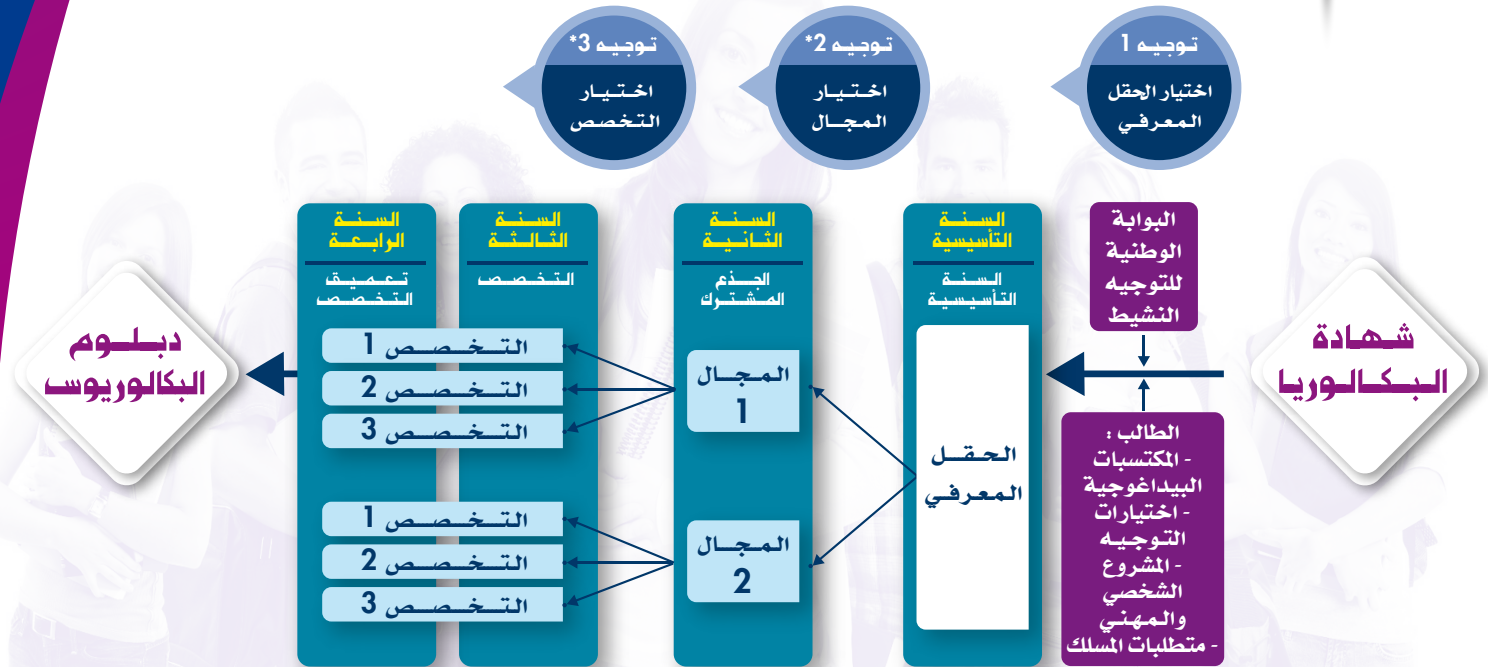 توجيه 1
اختيار الحقل
المعرفي
توجيه 2*
اختيار
المجال
توجيه 3*
اختيار
التخصص
شهادة
البكالوريا
البوابة
الوطنية
للتوجيه
النشيط
الطالب :
- المكتسبات
البيداغوجية
- اختيارات
التوجيه
- المشروع
الشخصي
والمهني
- متطلبات المسلك
السنة
التأسيسية
السنة
التأسيسية
الحقل
المعرفي
السنة
الثانية
الجذع
المشترك
المجال
1
المجال
2
السنة
الثالثة
التخصص
السنة
الرابعة
تعميق
التخصص
التخصص 1
التخصص 2
التخصص 3
التخصص 1
التخصص 2
التخصص 3
دبلوم
البكالوريوس